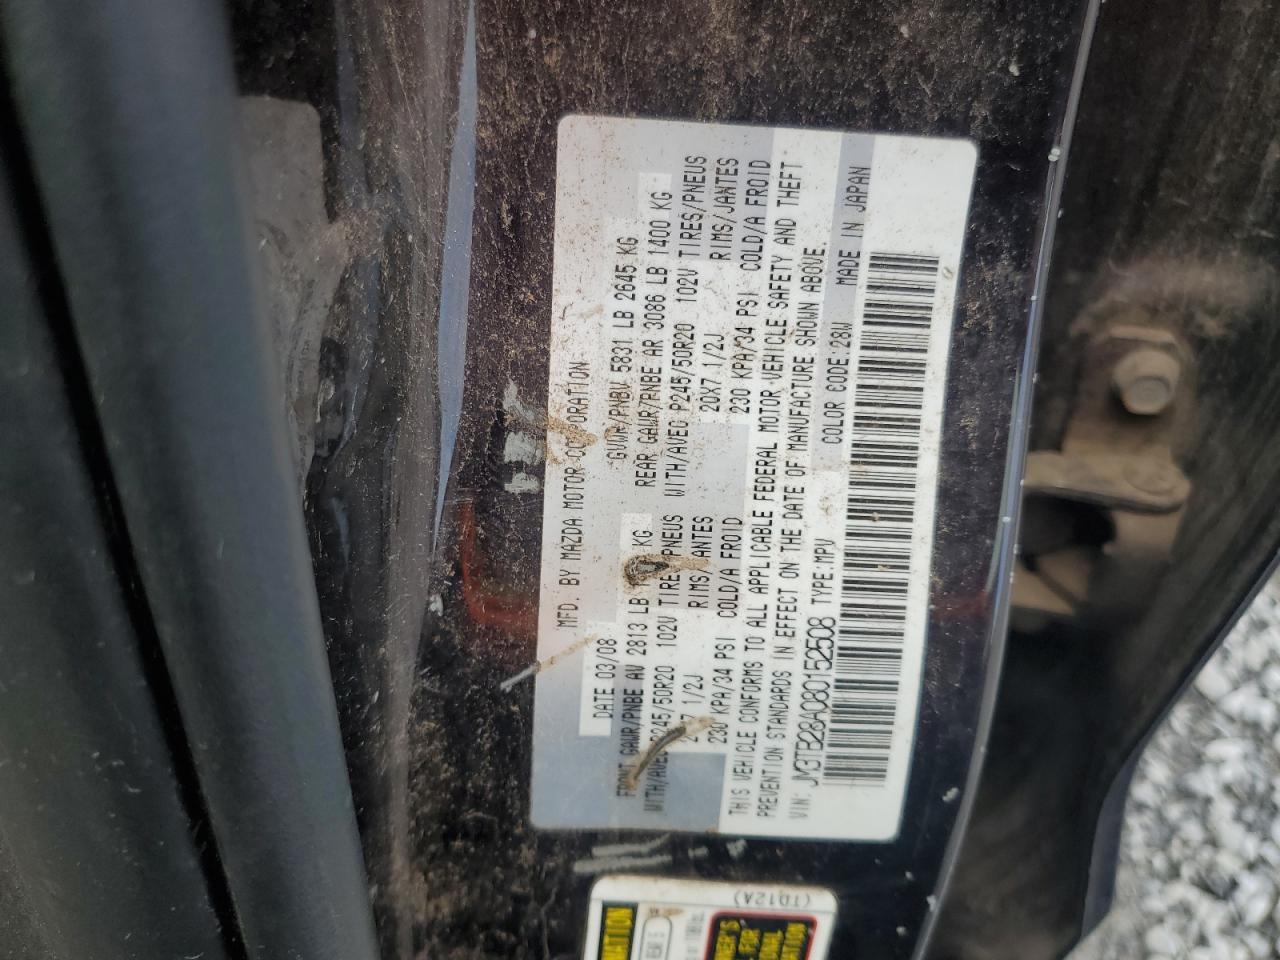 MFD. BY MAZDA MOTOR CORPORATION
DATE 03/08 GVWR/PNBV 5831 LB 2645 KG
FRONT GAWR/PNBE AV 2813 LB KG REAR GAWR/PNBE AR 3086 LB 1400 KG
WITH/AVEC P245/50R20 102V TIRES/PNEUS WITH/AVEC P245/50R20 102V TIRES/PNEUS
1/2J RIMS/JANTES 20X7 1/2J RIMS/JANTES
230 KPA/34 PSI COLD/A FROID 230 KPA/34 PSI COLD/A FROID
THIS VEHICLE CONFORMS TO ALL APPLICABLE FEDERAL MOTOR VEHICLE SAFETY AND THEFT
PREVENTION STANDARDS IN EFFECT ON THE DATE OF MANUFACTURE SHOWN ABOVE.
VIN: JM3TB28A080152508 TYPE:MPV COLOR CODE:28W MADE IN JAPAN
(TD12A)